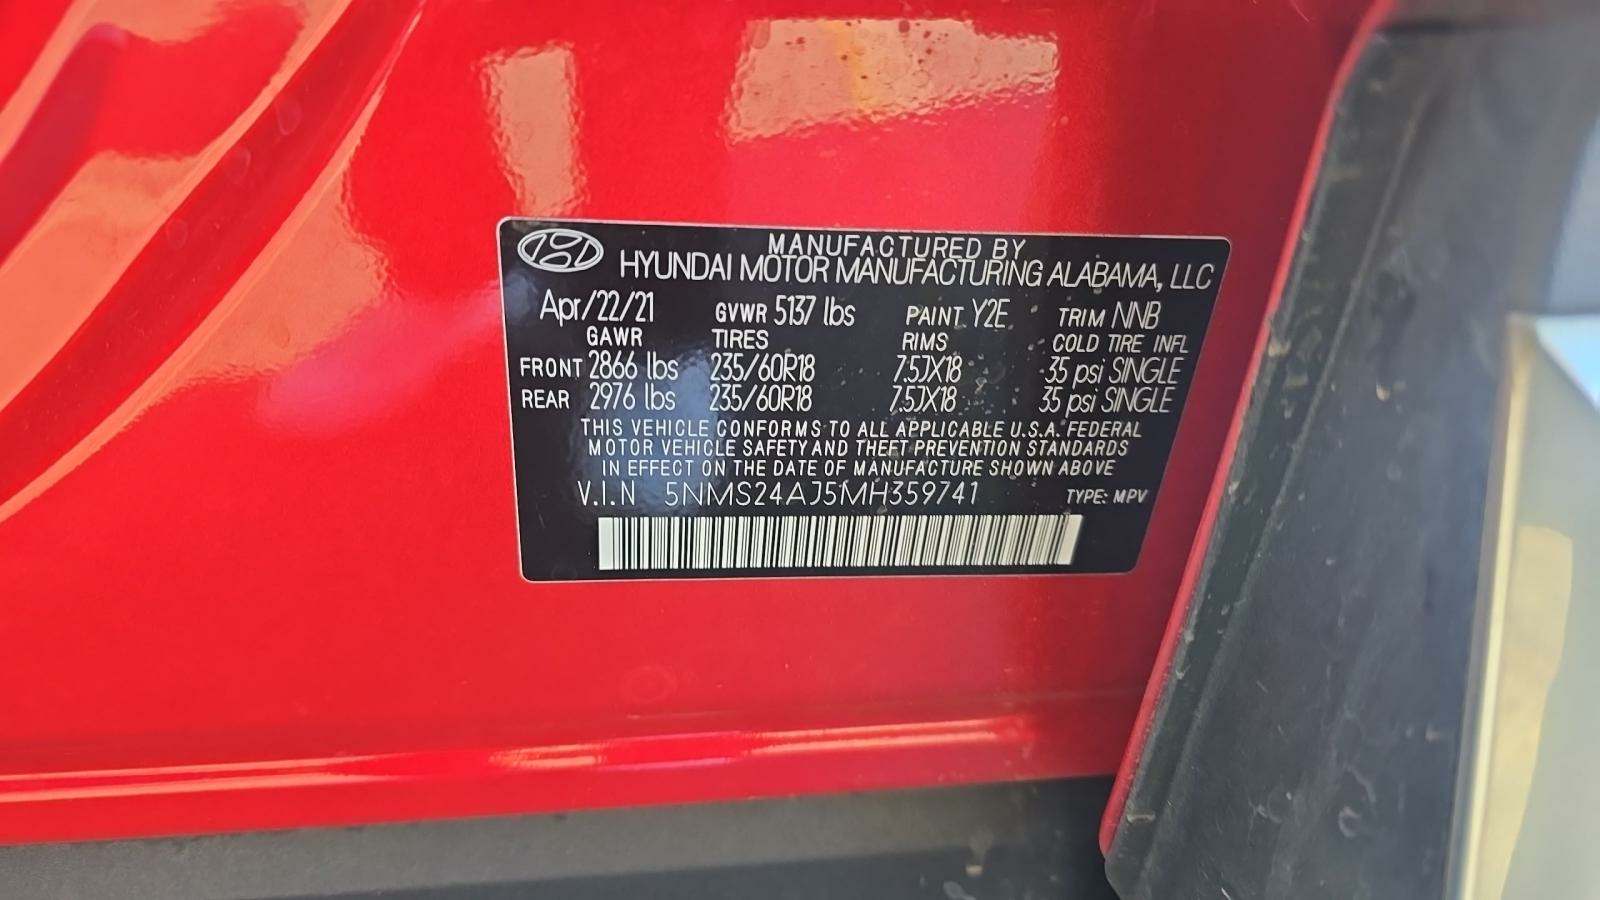 MANUFACTURED BY
HYUNDAI MOTOR MANUFACTURING ALABAMA, LLC
Apr/22/21 GVWR 5137 lbs PAINT Y2E TRIM NNB
GAWR TIRES RIMS COLD TIRE INFL
FRONT 2866 lbs 235/60R18 7.5JX18 35 psi SINGLE
REAR 2976 lbs 235/60R18 7.5JX18 35 psi SINGLE
THIS VEHICLE CONFORMS TO ALL APPLICABLE U.S.A. FEDERAL
MOTOR VEHICLE SAFETY AND THEFT PREVENTION STANDARDS
IN EFFECT ON THE DATE OF MANUFACTURE SHOWN ABOVE
V.I.N 5NMS24AJ5MH359741 TYPE: MPV